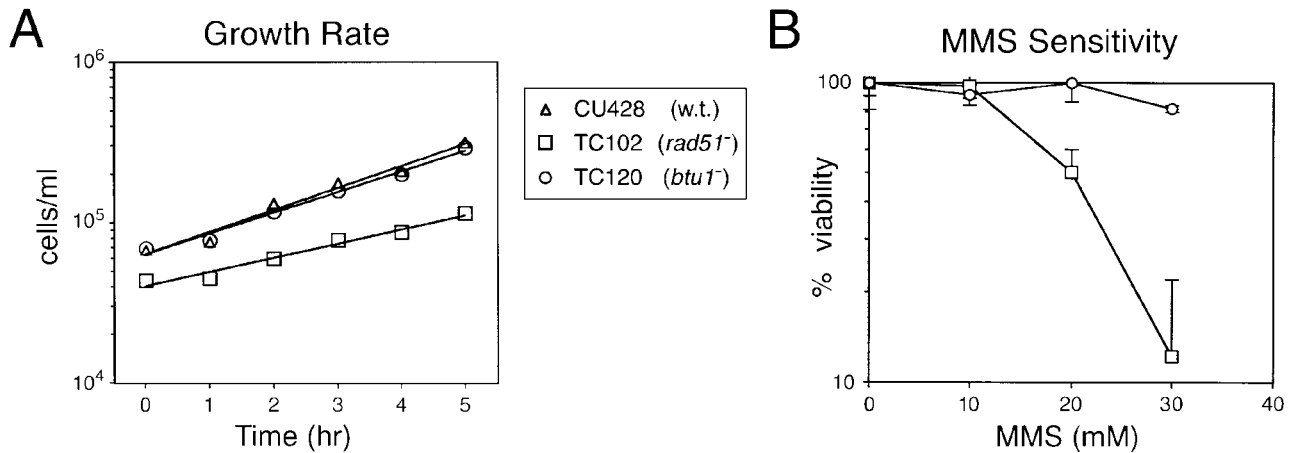 A
Growth Rate
10⁶
10⁵
10⁴
cells/ml
0 1 2 3 4 5
Time (hr)
CU428 (w.t.)
TC102 (rad51⁻)
TC120 (btu1⁻)
B
MMS Sensitivity
100
10
% viability
0 10 20 30 40
MMS (mM)